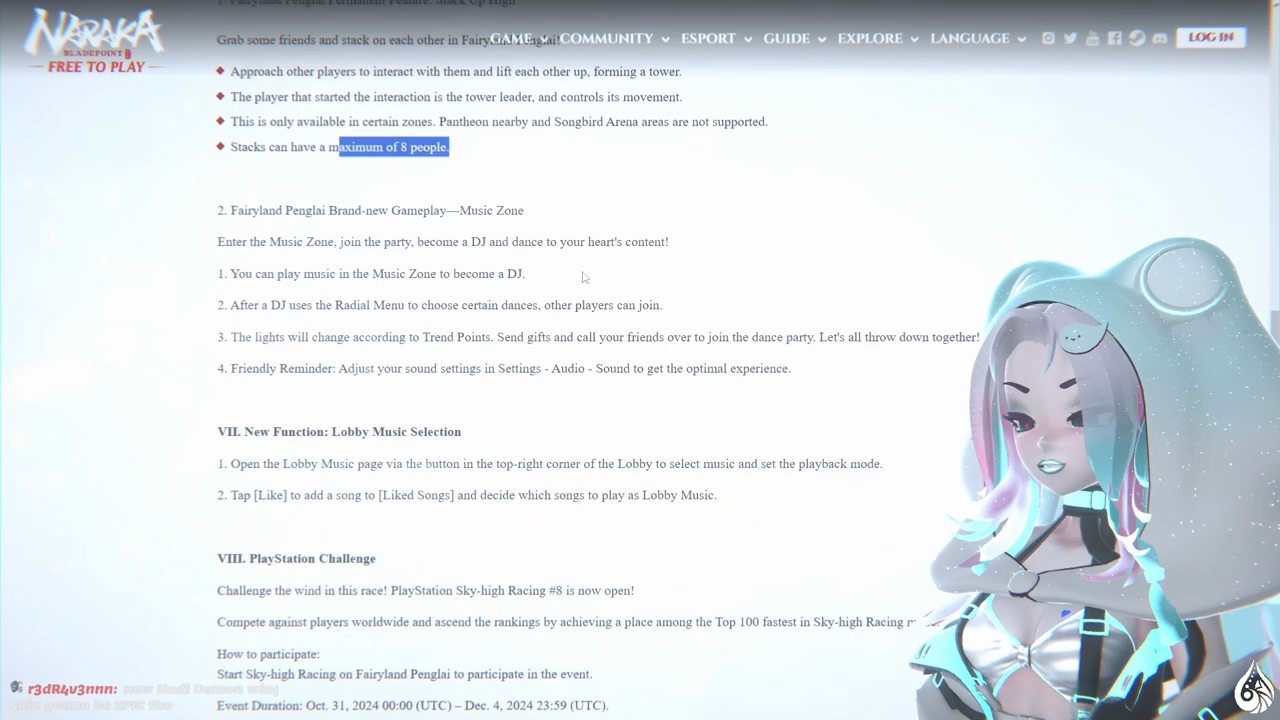 NARAKA
BLADEPOINT
FREE TO PLAY
GAME COMMUNITY ESPORT GUIDE EXPLORE LANGUAGE LOG IN
1. Fairyland Penglai Permanent Feature: Stack Up High
Grab some friends and stack on each other in Fairyland Penglai!
Approach other players to interact with them and lift each other up, forming a tower.
The player that started the interaction is the tower leader, and controls its movement.
This is only available in certain zones. Pantheon nearby and Songbird Arena areas are not supported.
Stacks can have a maximum of 8 people.
2. Fairyland Penglai Brand-new Gameplay—Music Zone
Enter the Music Zone, join the party, become a DJ and dance to your heart's content!
1. You can play music in the Music Zone to become a DJ.
2. After a DJ uses the Radial Menu to choose certain dances, other players can join.
3. The lights will change according to Trend Points. Send gifts and call your friends over to join the dance party. Let's all throw down together!
4. Friendly Reminder: Adjust your sound settings in Settings - Audio - Sound to get the optimal experience.
VII. New Function: Lobby Music Selection
1. Open the Lobby Music page via the button in the top-right corner of the Lobby to select music and set the playback mode.
2. Tap [Like] to add a song to [Liked Songs] and decide which songs to play as Lobby Music.
VIII. PlayStation Challenge
Challenge the wind in this race! PlayStation Sky-high Racing #8 is now open!
Compete against players worldwide and ascend the rankings by achieving a place among the Top 100 fastest in Sky-high Racing
How to participate:
Start Sky-high Racing on Fairyland Penglai to participate in the event.
r3dR4v3nnn:
Event Duration: Oct. 31, 2024 00:00 (UTC) – Dec. 4, 2024 23:59 (UTC).